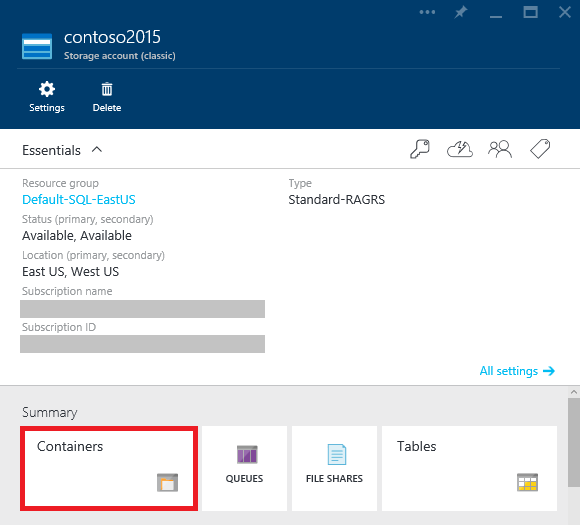 contoso2015
Storage account (classic)
Settings
Delete
Essentials
Resource group
Type
Default-SQL-EastUS
Standard-RAGRS
Status (primary, secondary)
Available, Available
Location (primary, secondary)
East US, West US
Subscription name
Subscription ID
All settings
Summary
Containers
QUEUES
FILE SHARES
Tables